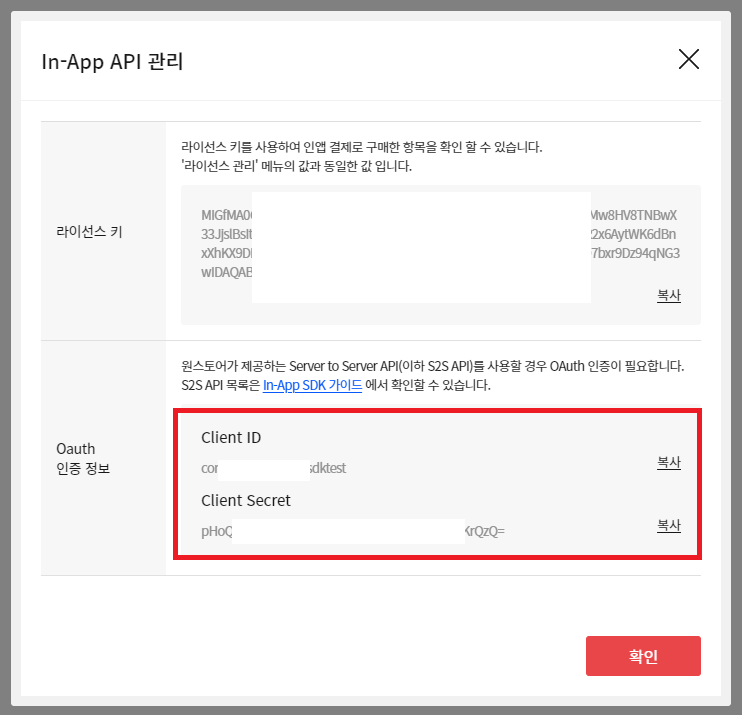 In-App API 관리
라이선스 키를 사용하여 인앱 결제로 구매한 항목을 확인 할 수 있습니다.
'라이선스 관리' 메뉴의 값과 동일한 값 입니다.
라이선스 키
MIGfMA0 Mw8HV8TNBwX
33JjslBsIt 2x6AytWK6dBn
xXhKX9D 7bxr9Dz94qNG3
wIDAQAB
복사
원스토어가 제공하는 Server to Server API(이하 S2S API)를 사용할 경우 OAuth 인증이 필요합니다.
S2S API 목록은 In-App SDK 가이드 에서 확인할 수 있습니다.
Oauth
인증 정보
Client ID
cor sdktest
복사
Client Secret
pHoQ KrQzQ=
복사
확인